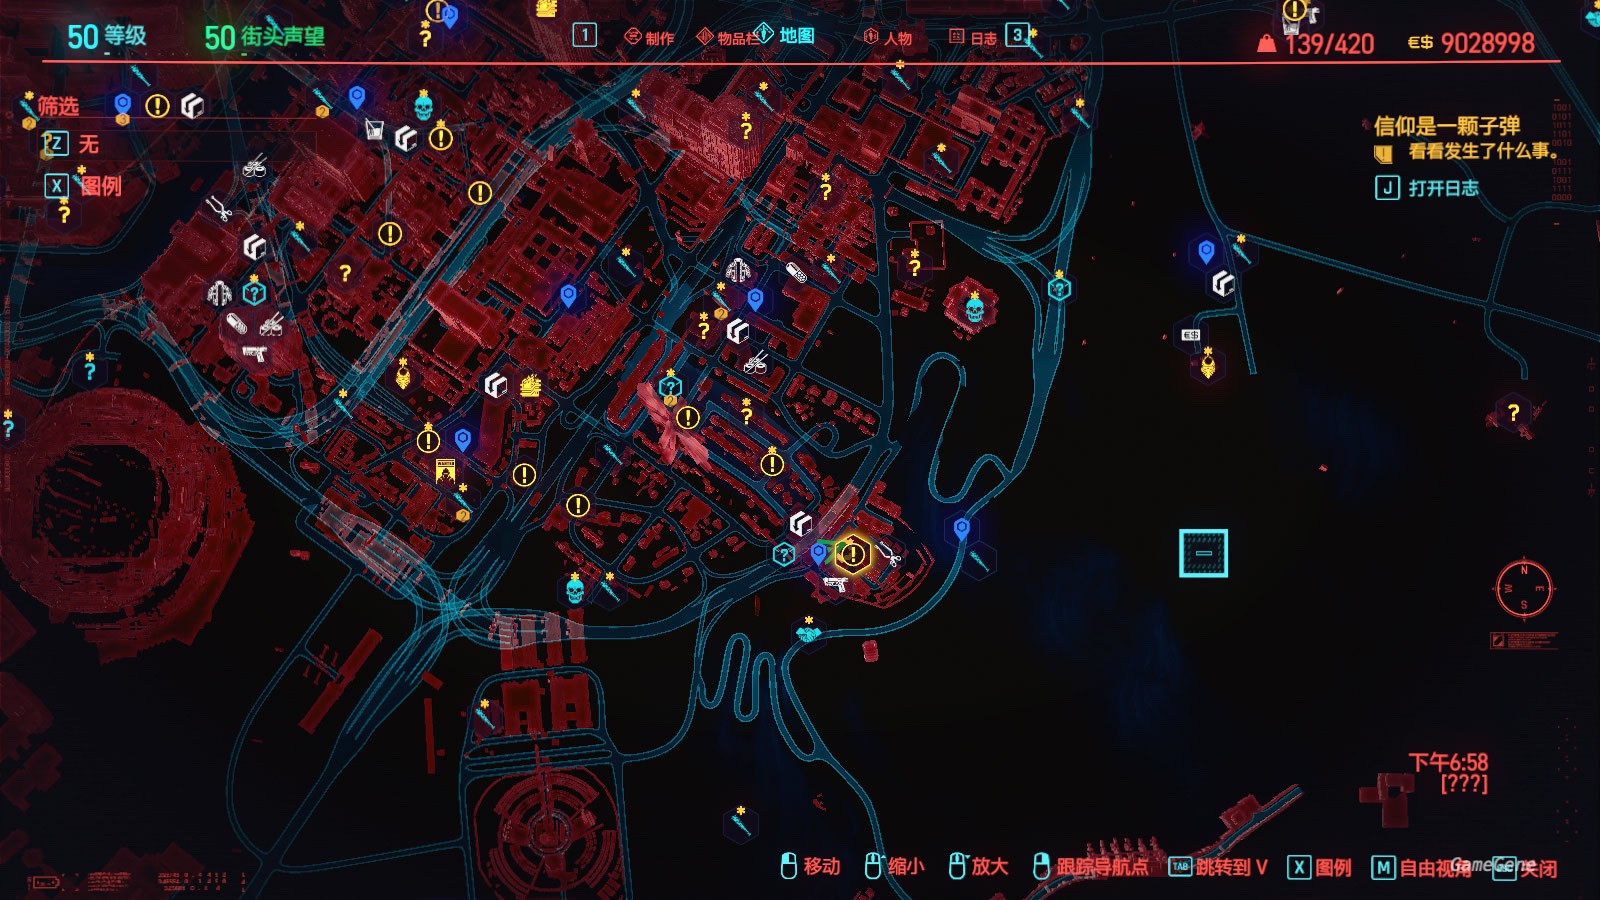 50 等级
50 街头声望
1
制作
物品栏
地图
人物
日志
3
139/420
€$ 9028998
筛选
Z 无
X 图例
信仰是一颗子弹
看看发生了什么事。
J 打开日志
€$
WANTED
N
W E
S
下午6:58
[???]
移动
缩小
放大
跟踪导航点
TAB 跳转到 V
X 图例
M 自由视角
关闭
GameGene